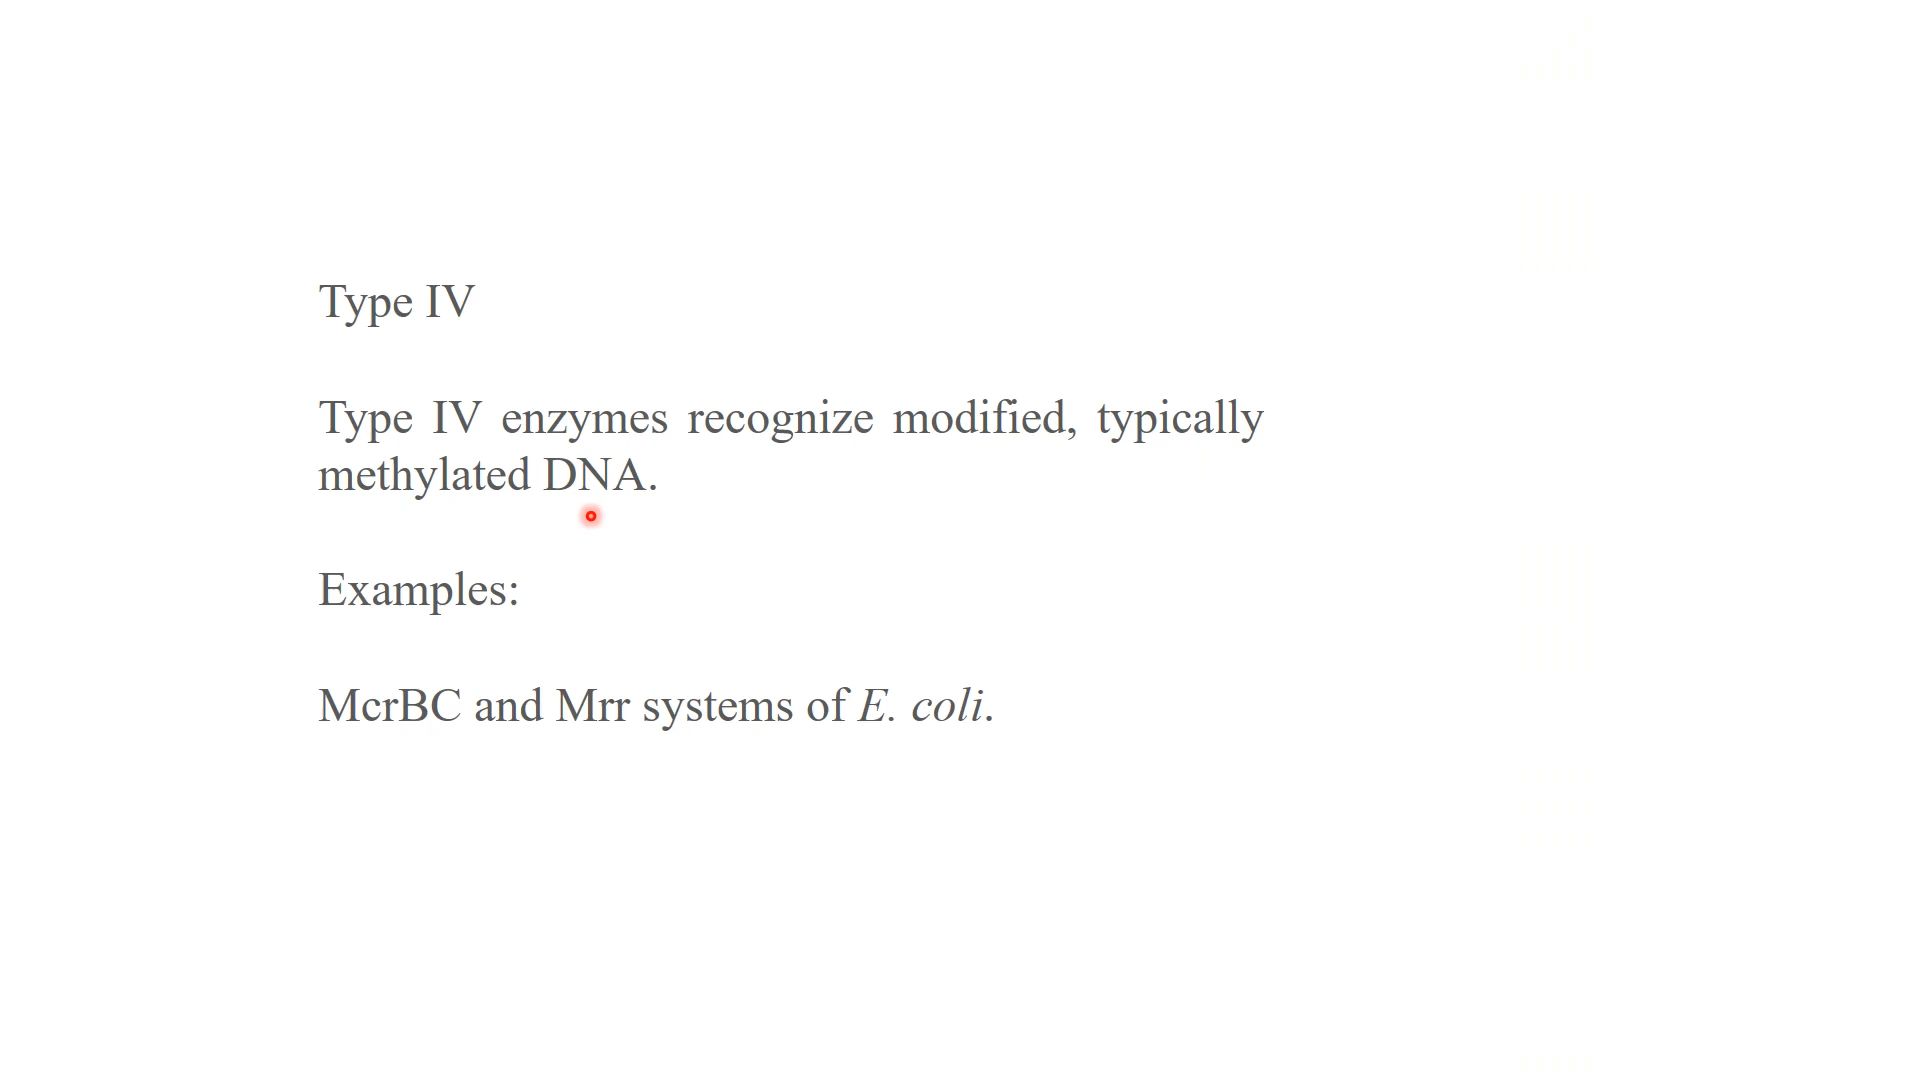 Type IV
Type IV enzymes recognize modified, typically
methylated DNA.
Examples:
McrBC and Mrr systems of E. coli.